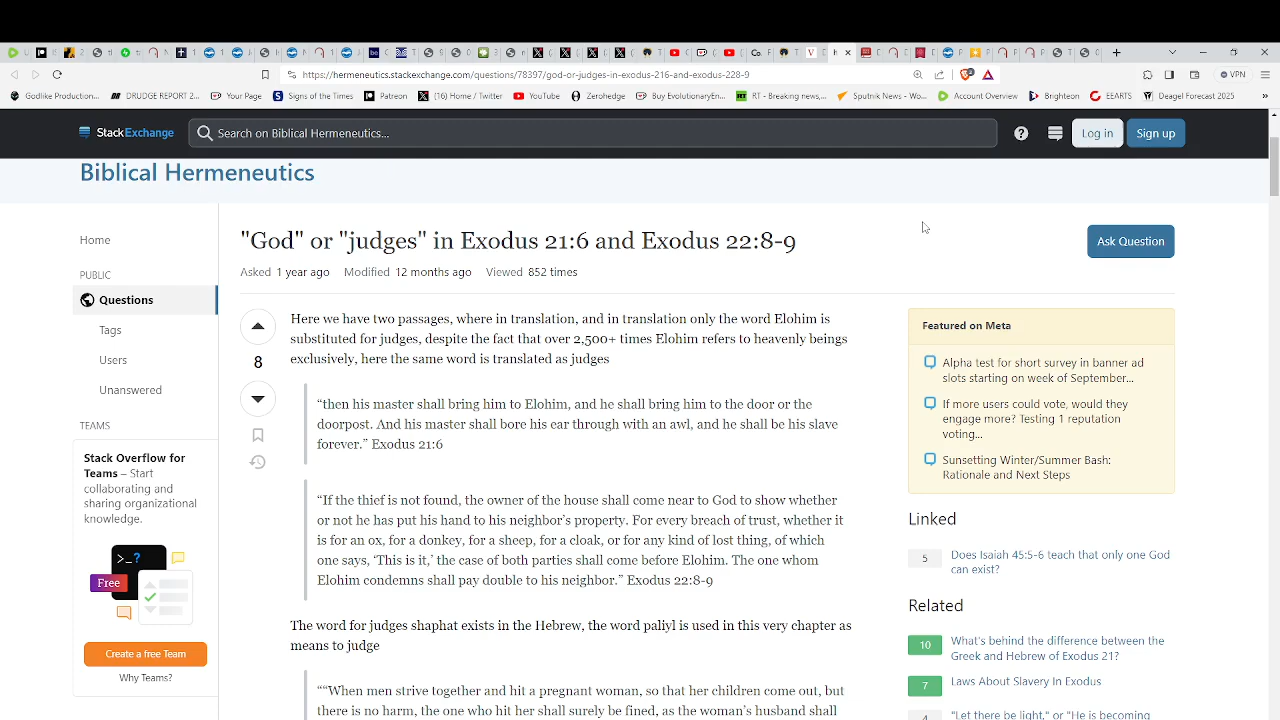 https://hermeneutics.stackexchange.com/questions/78397/god-or-judges-in-exodus-216-and-exodus-228-9
VPN
Godlike Production...
DRUDGE REPORT 2...
Your Page
Signs of the Times
Patreon
(16) Home / Twitter
YouTube
Zerohedge
Buy EvolutionaryEn...
RT - Breaking news,...
Sputnik News - Wo...
Account Overview
Brighteon
EEARTS
Deagel Forecast 2025
»
StackExchange
Search on Biblical Hermeneutics...
Log in
Sign up
Biblical Hermeneutics
Home
PUBLIC
Questions
Tags
Users
Unanswered
TEAMS
Stack Overflow for
Teams – Start
collaborating and
sharing organizational
knowledge.
Free
Create a free Team
Why Teams?
"God" or "judges" in Exodus 21:6 and Exodus 22:8-9
Asked 1 year ago Modified 12 months ago Viewed 852 times
Ask Question
8
Here we have two passages, where in translation, and in translation only the word Elohim is
substituted for judges, despite the fact that over 2,500+ times Elohim refers to heavenly beings
exclusively, here the same word is translated as judges
“then his master shall bring him to Elohim, and he shall bring him to the door or the
doorpost. And his master shall bore his ear through with an awl, and he shall be his slave
forever.” Exodus 21:6
“If the thief is not found, the owner of the house shall come near to God to show whether
or not he has put his hand to his neighbor’s property. For every breach of trust, whether it
is for an ox, for a donkey, for a sheep, for a cloak, or for any kind of lost thing, of which
one says, ‘This is it,’ the case of both parties shall come before Elohim. The one whom
Elohim condemns shall pay double to his neighbor.” Exodus 22:8-9
The word for judges shaphat exists in the Hebrew, the word paliyl is used in this very chapter as
means to judge
““When men strive together and hit a pregnant woman, so that her children come out, but
there is no harm, the one who hit her shall surely be fined, as the woman’s husband shall
Featured on Meta
Alpha test for short survey in banner ad
slots starting on week of September...
If more users could vote, would they
engage more? Testing 1 reputation
voting...
Sunsetting Winter/Summer Bash:
Rationale and Next Steps
Linked
5
Does Isaiah 45:5-6 teach that only one God
can exist?
Related
10
What's behind the difference between the
Greek and Hebrew of Exodus 21?
7
Laws About Slavery In Exodus
4
"Let there be light," or "He is becoming